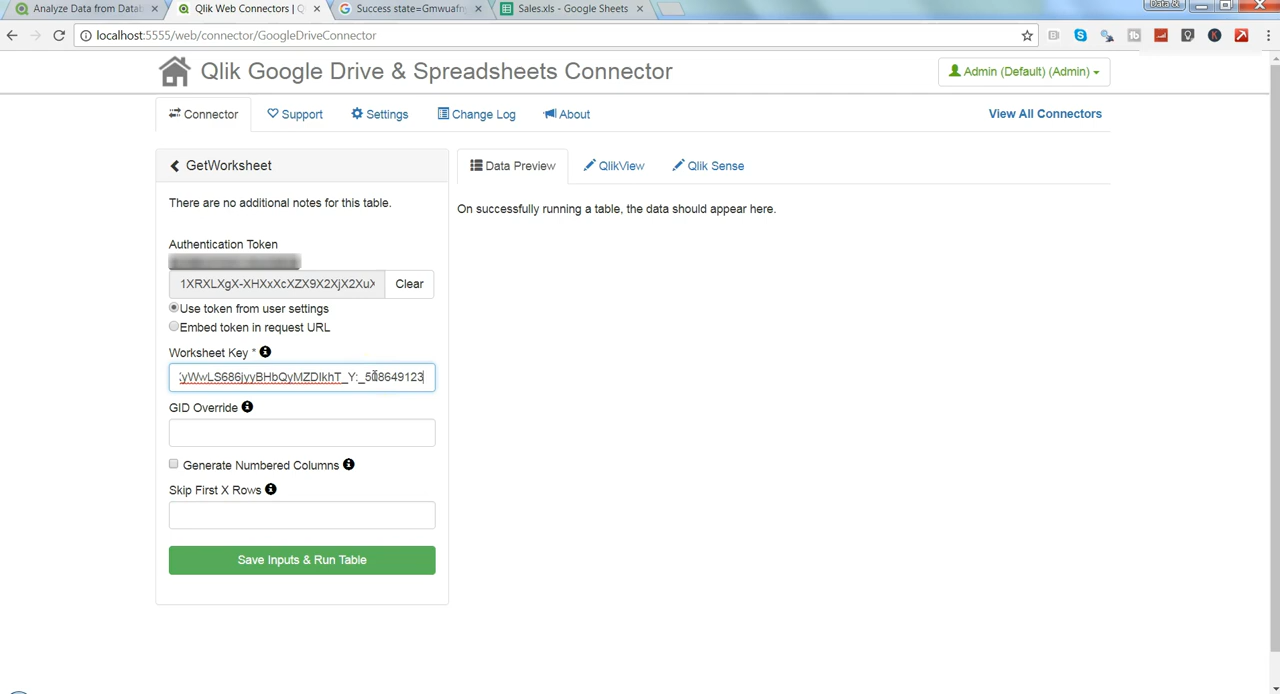 Analyze Data from Datab
Qlik Web Connectors | Q
Success state=Gmwuafn
Sales.xls - Google Sheets
Data &
localhost:5555/web/connector/GoogleDriveConnector
Qlik Google Drive & Spreadsheets Connector
Admin (Default) (Admin)
Connector
Support
Settings
Change Log
About
View All Connectors
GetWorksheet
Data Preview
QlikView
Qlik Sense
There are no additional notes for this table.
On successfully running a table, the data should appear here.
Authentication Token
1XRXLXgX-XHXxXcXZX9X2XjX2XuX
Clear
Use token from user settings
Embed token in request URL
Worksheet Key *
GID Override
Generate Numbered Columns
Skip First X Rows
Save Inputs & Run Table